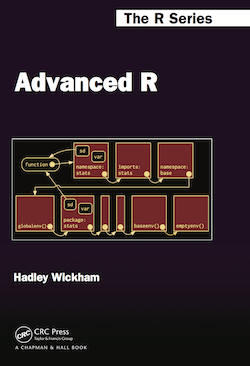 The R Series
Advanced R
sd
var
function
namespace:
stats
imports:
stats
namespace:
base
sd
var
globalenv()
package:
stats
baseenv()
emptyenv()
Hadley Wickham
CRC Press
Taylor & Francis Group
A CHAPMAN & HALL BOOK